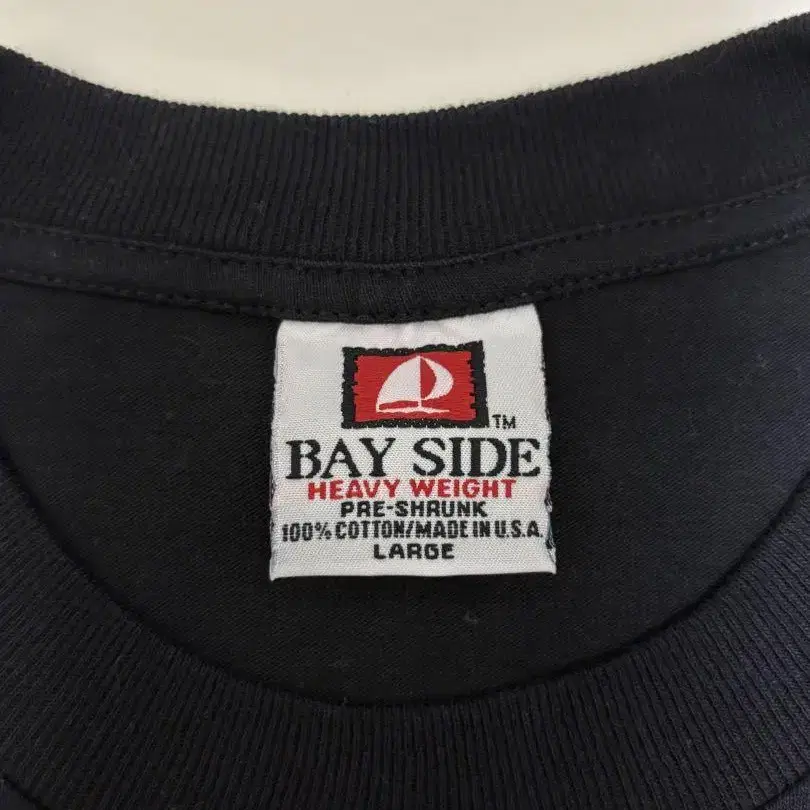 TM
BAY SIDE
HEAVY WEIGHT
PRE-SHRUNK
100% COTTON/MADE IN U.S.A.
LARGE